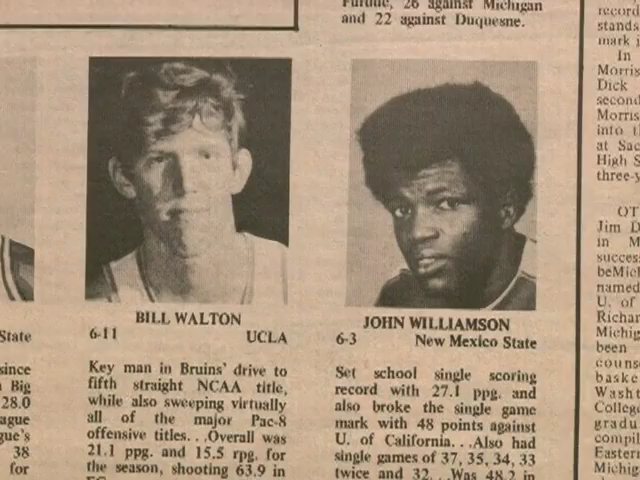 Purdue, 26 against Michigan
and 22 against Duquesne.
BILL WALTON
6-11 UCLA
Key man in Bruins' drive to
fifth straight NCAA title,
while also sweeping virtually
all of the major Pac-8
offensive titles. . .Overall was
21.1 ppg. and 15.5 rpg. for
the season, shooting 63.9 in
JOHN WILLIAMSON
6-3 New Mexico State
Set school single scoring
record with 27.1 ppg. and
also broke the single game
mark with 48 points against
U. of California. . .Also had
single games of 37, 35, 34, 33
twice and 32. . .Was 48.2 in
State
since
Big
28.0
ague
gue's
38
for
record
stands
mark i
In
Morris
Dick
second
Morris
into t
at Sac
High S
three-y
OT
Jim D
in M
success
beMich
named
U. of
Richar
Michig
been
couns
baske
Washt
Colleg
gradu
compil
Eastern
Michig